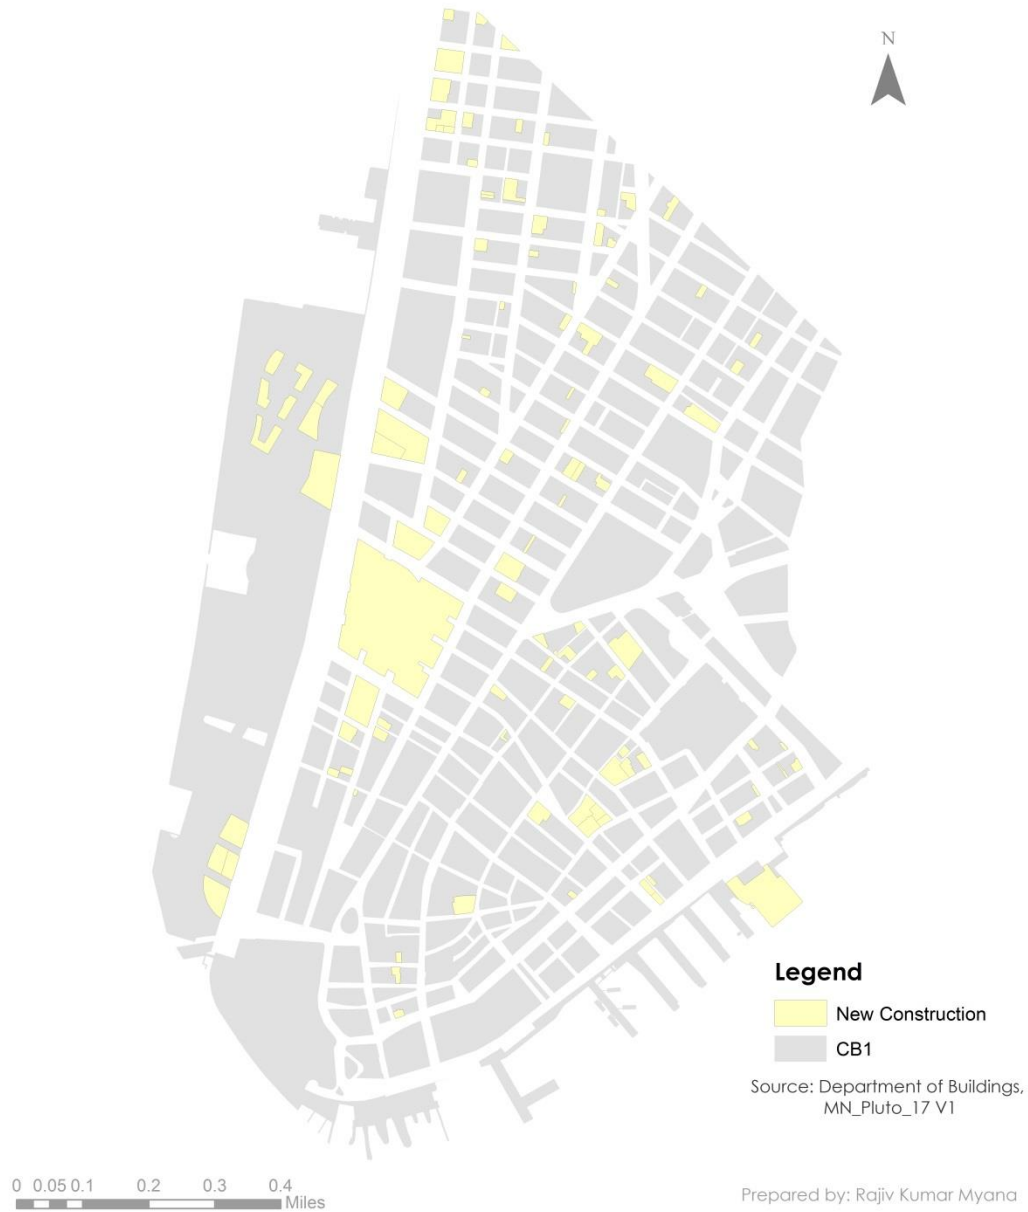 N
Legend
New Construction
CB1
Source: Department of Buildings,
MN_Pluto_17 V1
0 0.05 0.1 0.2 0.3 0.4
Miles
Prepared by: Rajiv Kumar Myana